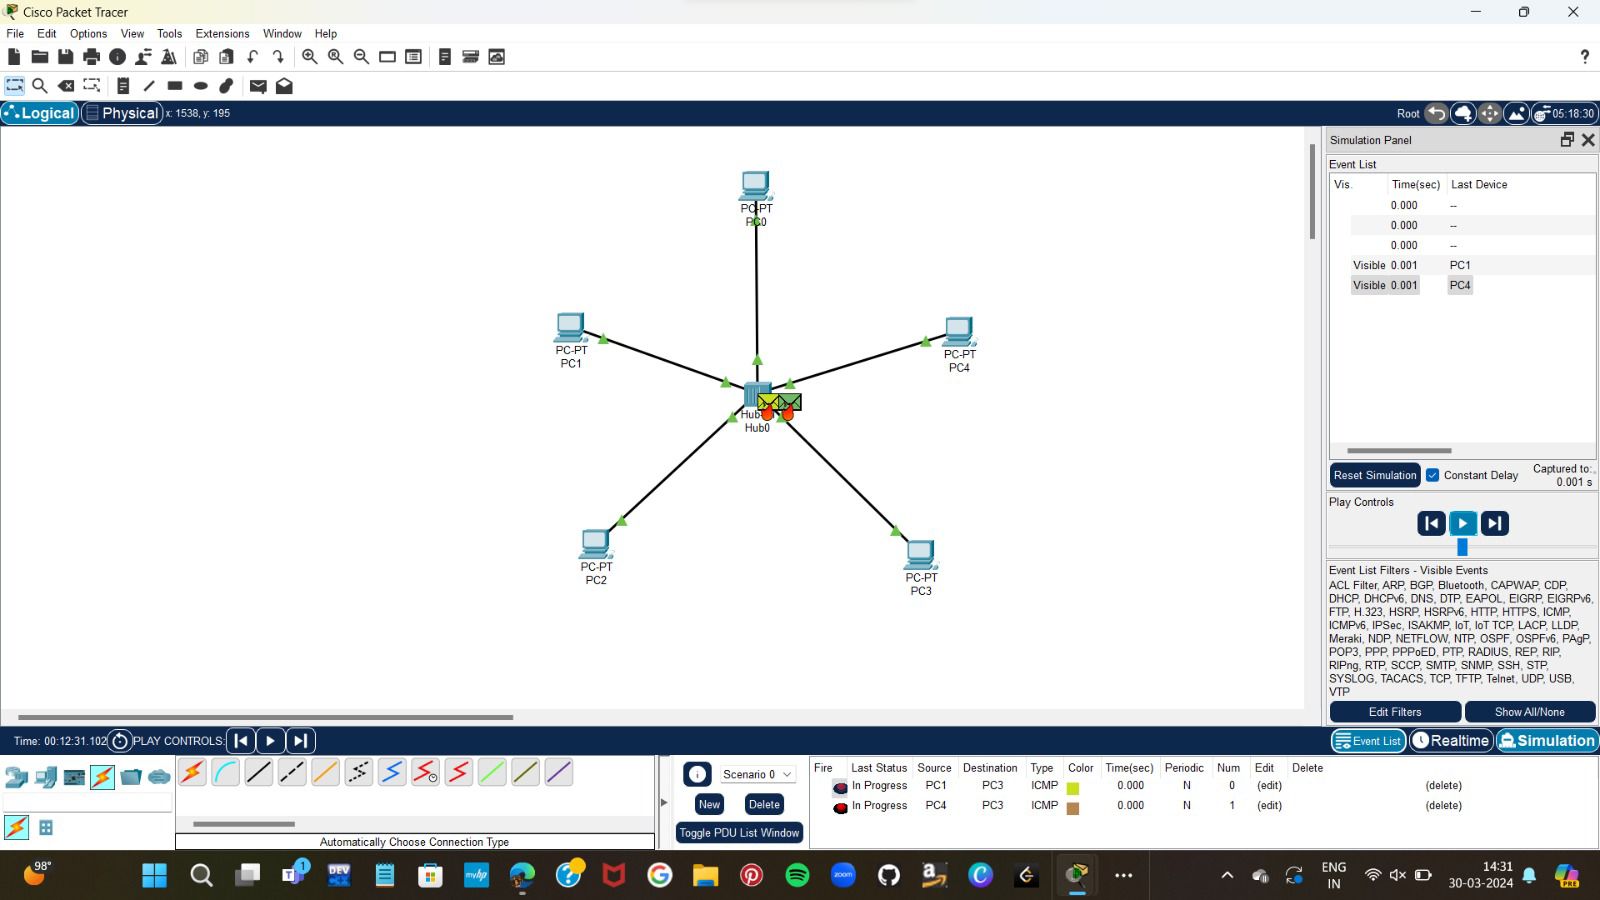 Cisco Packet Tracer
File Edit Options View Tools Extensions Window Help
?
Logical Physical x: 1538, y: 195 Root 05:18:30
Simulation Panel
Event List
Vis. Time(sec) Last Device
0.000 --
0.000 --
0.000 --
Visible 0.001 PC1
Visible 0.001 PC4
PC-PT
PC0
PC-PT
PC1
PC-PT
PC4
Hub0
PC-PT
PC2
PC-PT
PC3
Reset Simulation Constant Delay Captured to:
0.001 s
Play Controls
Event List Filters - Visible Events
ACL Filter, ARP, BGP, Bluetooth, CAPWAP, CDP,
DHCP, DHCPv6, DNS, DTP, EAPOL, EIGRP, EIGRPv6,
FTP, H.323, HSRP, HSRPv6, HTTP, HTTPS, ICMP,
ICMPv6, IPSec, ISAKMP, IoT, IoT TCP, LACP, LLDP,
Meraki, NDP, NETFLOW, NTP, OSPF, OSPFv6, PAgP,
POP3, PPP, PPPoED, PTP, RADIUS, REP, RIP,
RIPng, RTP, SCCP, SMTP, SNMP, SSH, STP,
SYSLOG, TACACS, TCP, TFTP, Telnet, UDP, USB,
VTP
Edit Filters Show All/None
Time: 00:12:31.102 PLAY CONTROLS: Event List Realtime Simulation
Scenario 0
New Delete
Toggle PDU List Window
Fire Last Status Source Destination Type Color Time(sec) Periodic Num Edit Delete
In Progress PC1 PC3 ICMP 0.000 N 0 (edit) (delete)
In Progress PC4 PC3 ICMP 0.000 N 1 (edit) (delete)
Automatically Choose Connection Type
98°
1
DEV
myhp
zoom
ENG
IN
14:31
30-03-2024
PRE